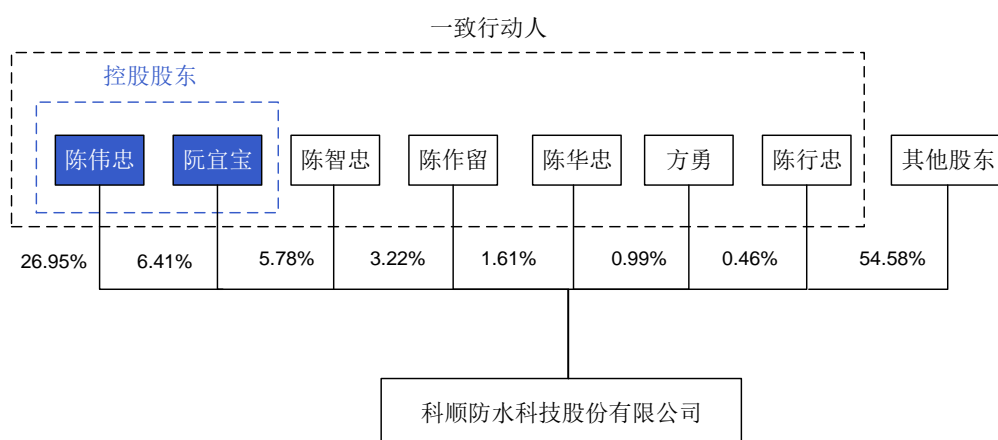 一致行动人
控股股东
陈伟忠 阮宜宝 陈智忠 陈作留 陈华忠 方勇 陈行忠 其他股东
26.95% 6.41% 5.78% 3.22% 1.61% 0.99% 0.46% 54.58%
科顺防水科技股份有限公司